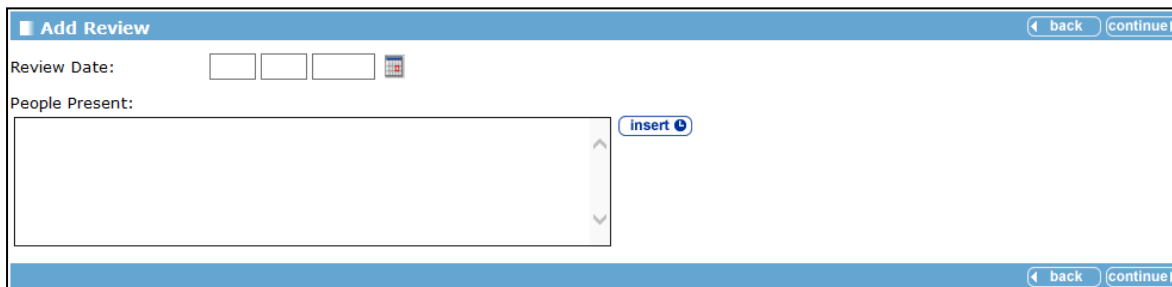 Add Review
back continue
Review Date:
People Present:
insert
back continue